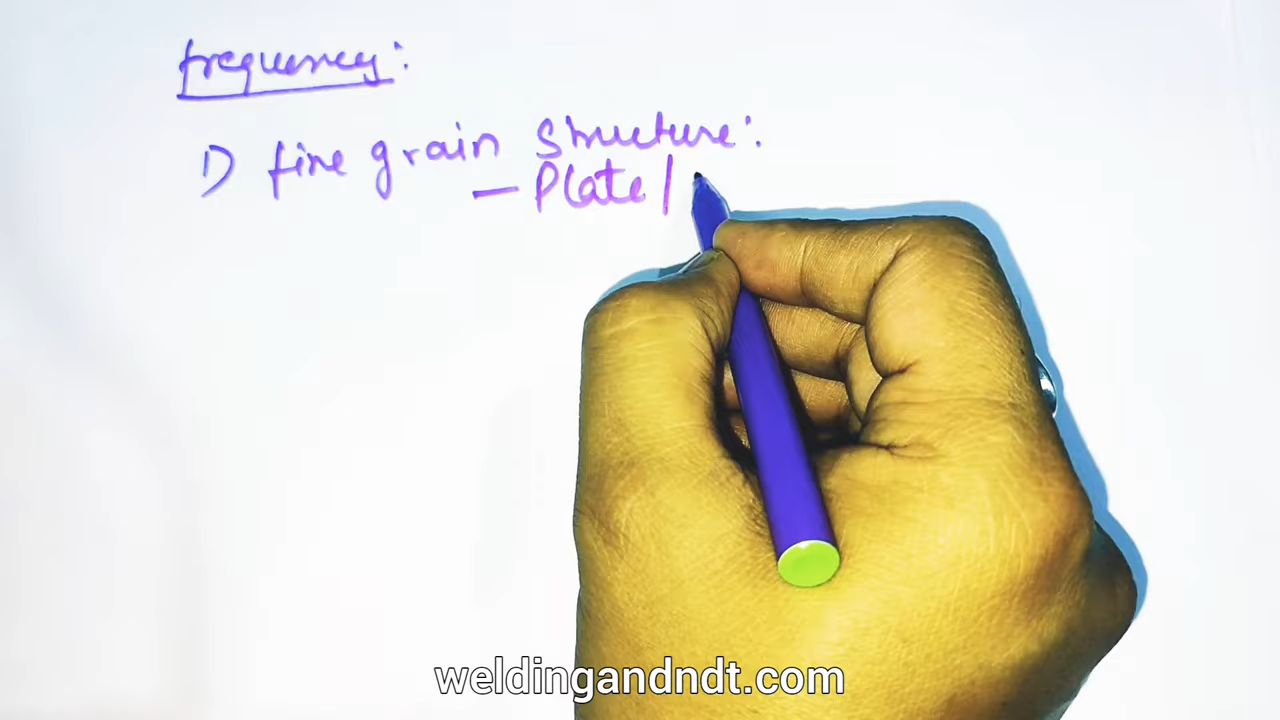 frequency:
1) fine grain structure:
— Plate /
weldingandndt.com